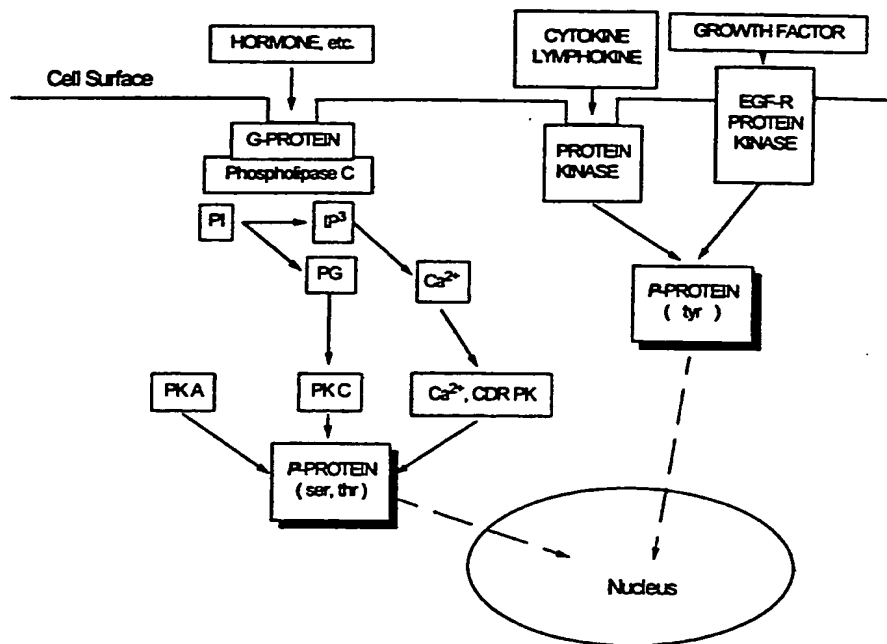 HORMONE, etc.
CYTOKINE
LYMPHOKINE
GROWTH FACTOR
Cell Surface
G-PROTEIN
Phospholipase C
PROTEIN
KINASE
EGF-R
PROTEIN
KINASE
PI
IP³
PG
Ca²⁺
P-PROTEIN
( tyr )
PKA
PKC
Ca²⁺, CDR PK
P-PROTEIN
(ser, thr)
Nucleus